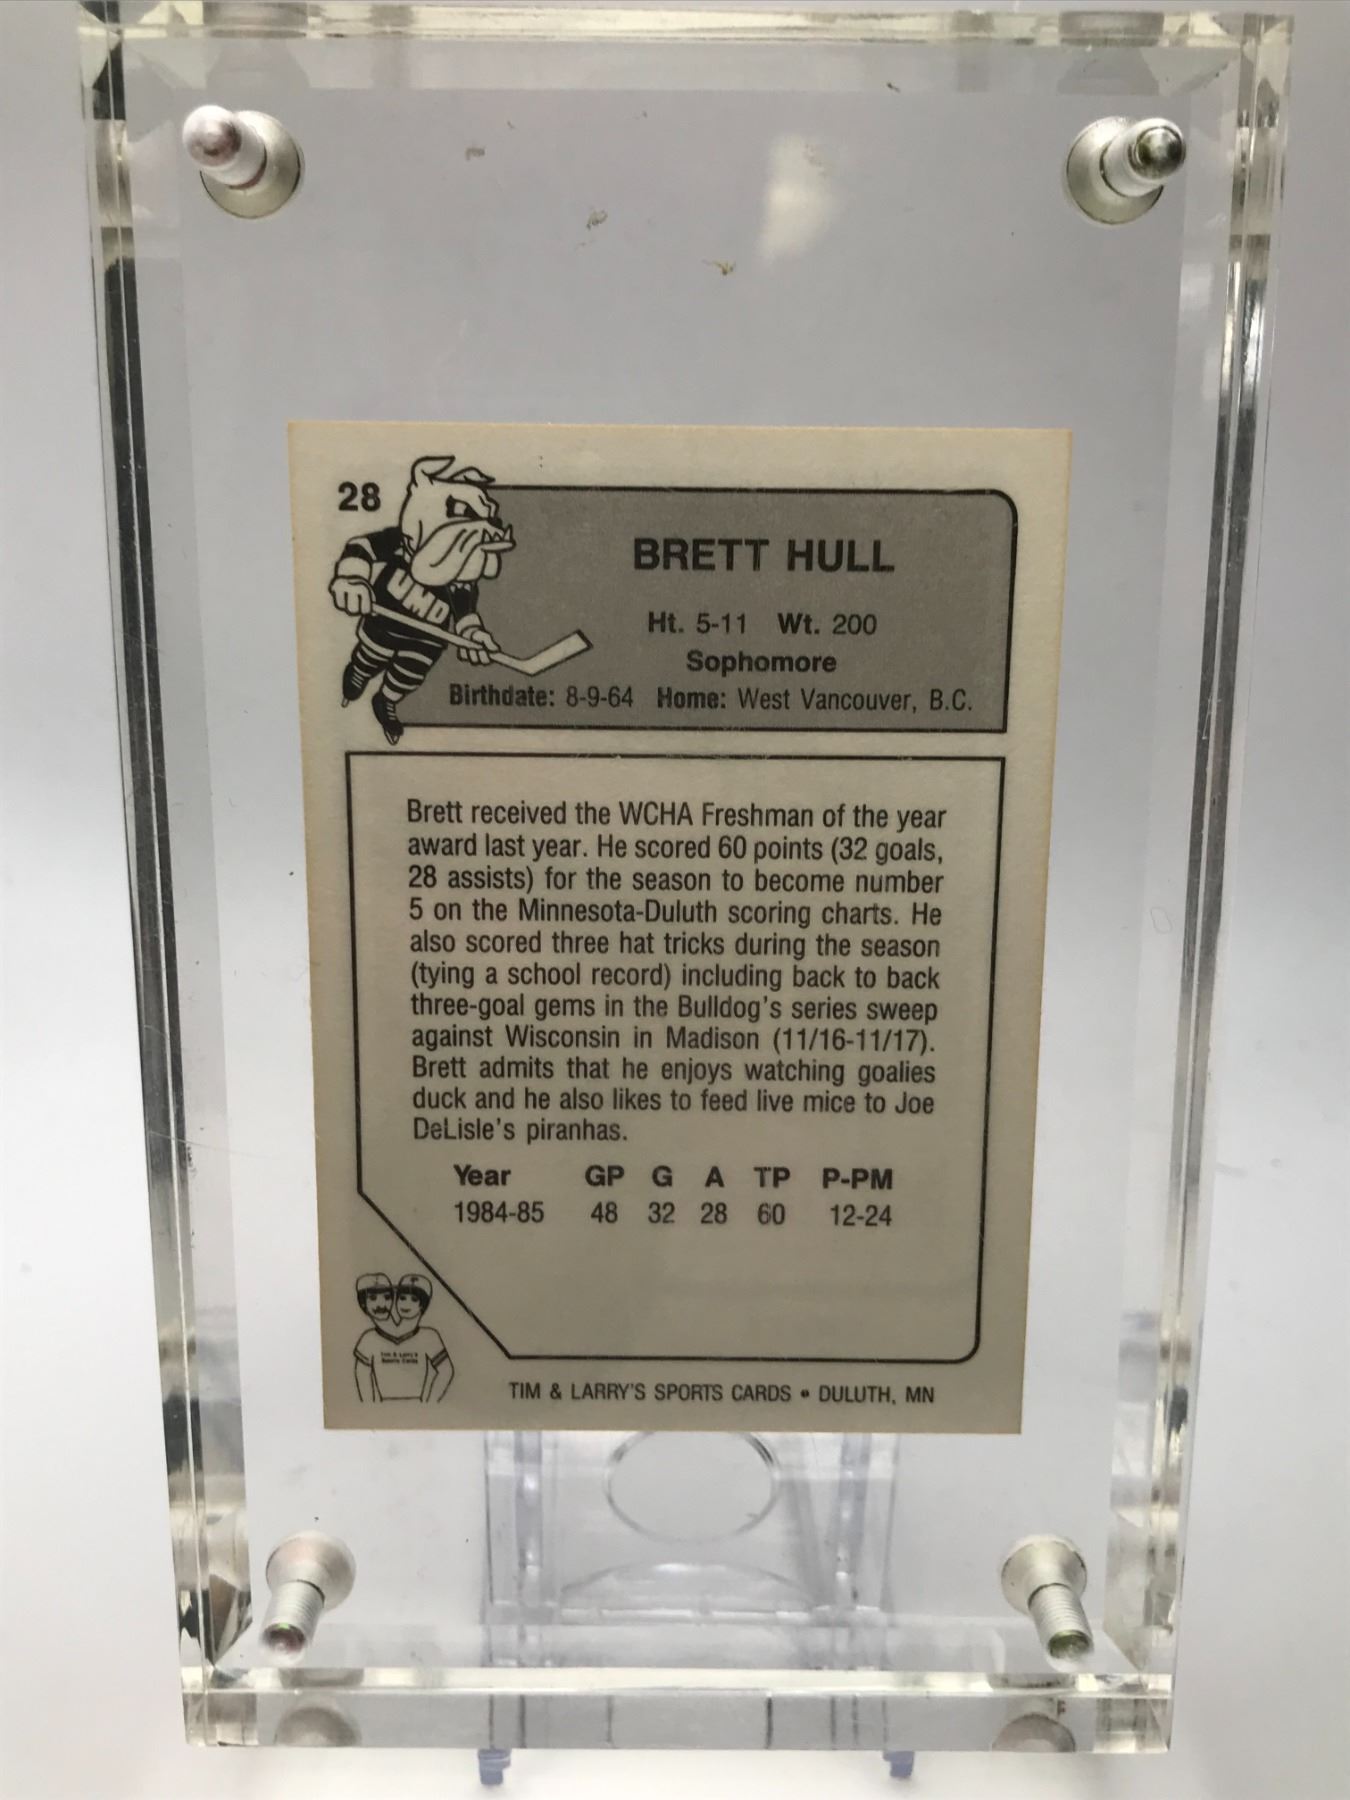 28
UMD
BRETT HULL
Ht. 5-11 Wt. 200
Sophomore
Birthdate: 8-9-64 Home: West Vancouver, B.C.
Brett received the WCHA Freshman of the year
award last year. He scored 60 points (32 goals,
28 assists) for the season to become number
5 on the Minnesota-Duluth scoring charts. He
also scored three hat tricks during the season
(tying a school record) including back to back
three-goal gems in the Bulldog's series sweep
against Wisconsin in Madison (11/16-11/17).
Brett admits that he enjoys watching goalies
duck and he also likes to feed live mice to Joe
DeLisle's piranhas.
Year GP G A TP P-PM
1984-85 48 32 28 60 12-24
Tim & Larry's
Sports Cards
TIM & LARRY'S SPORTS CARDS • DULUTH, MN